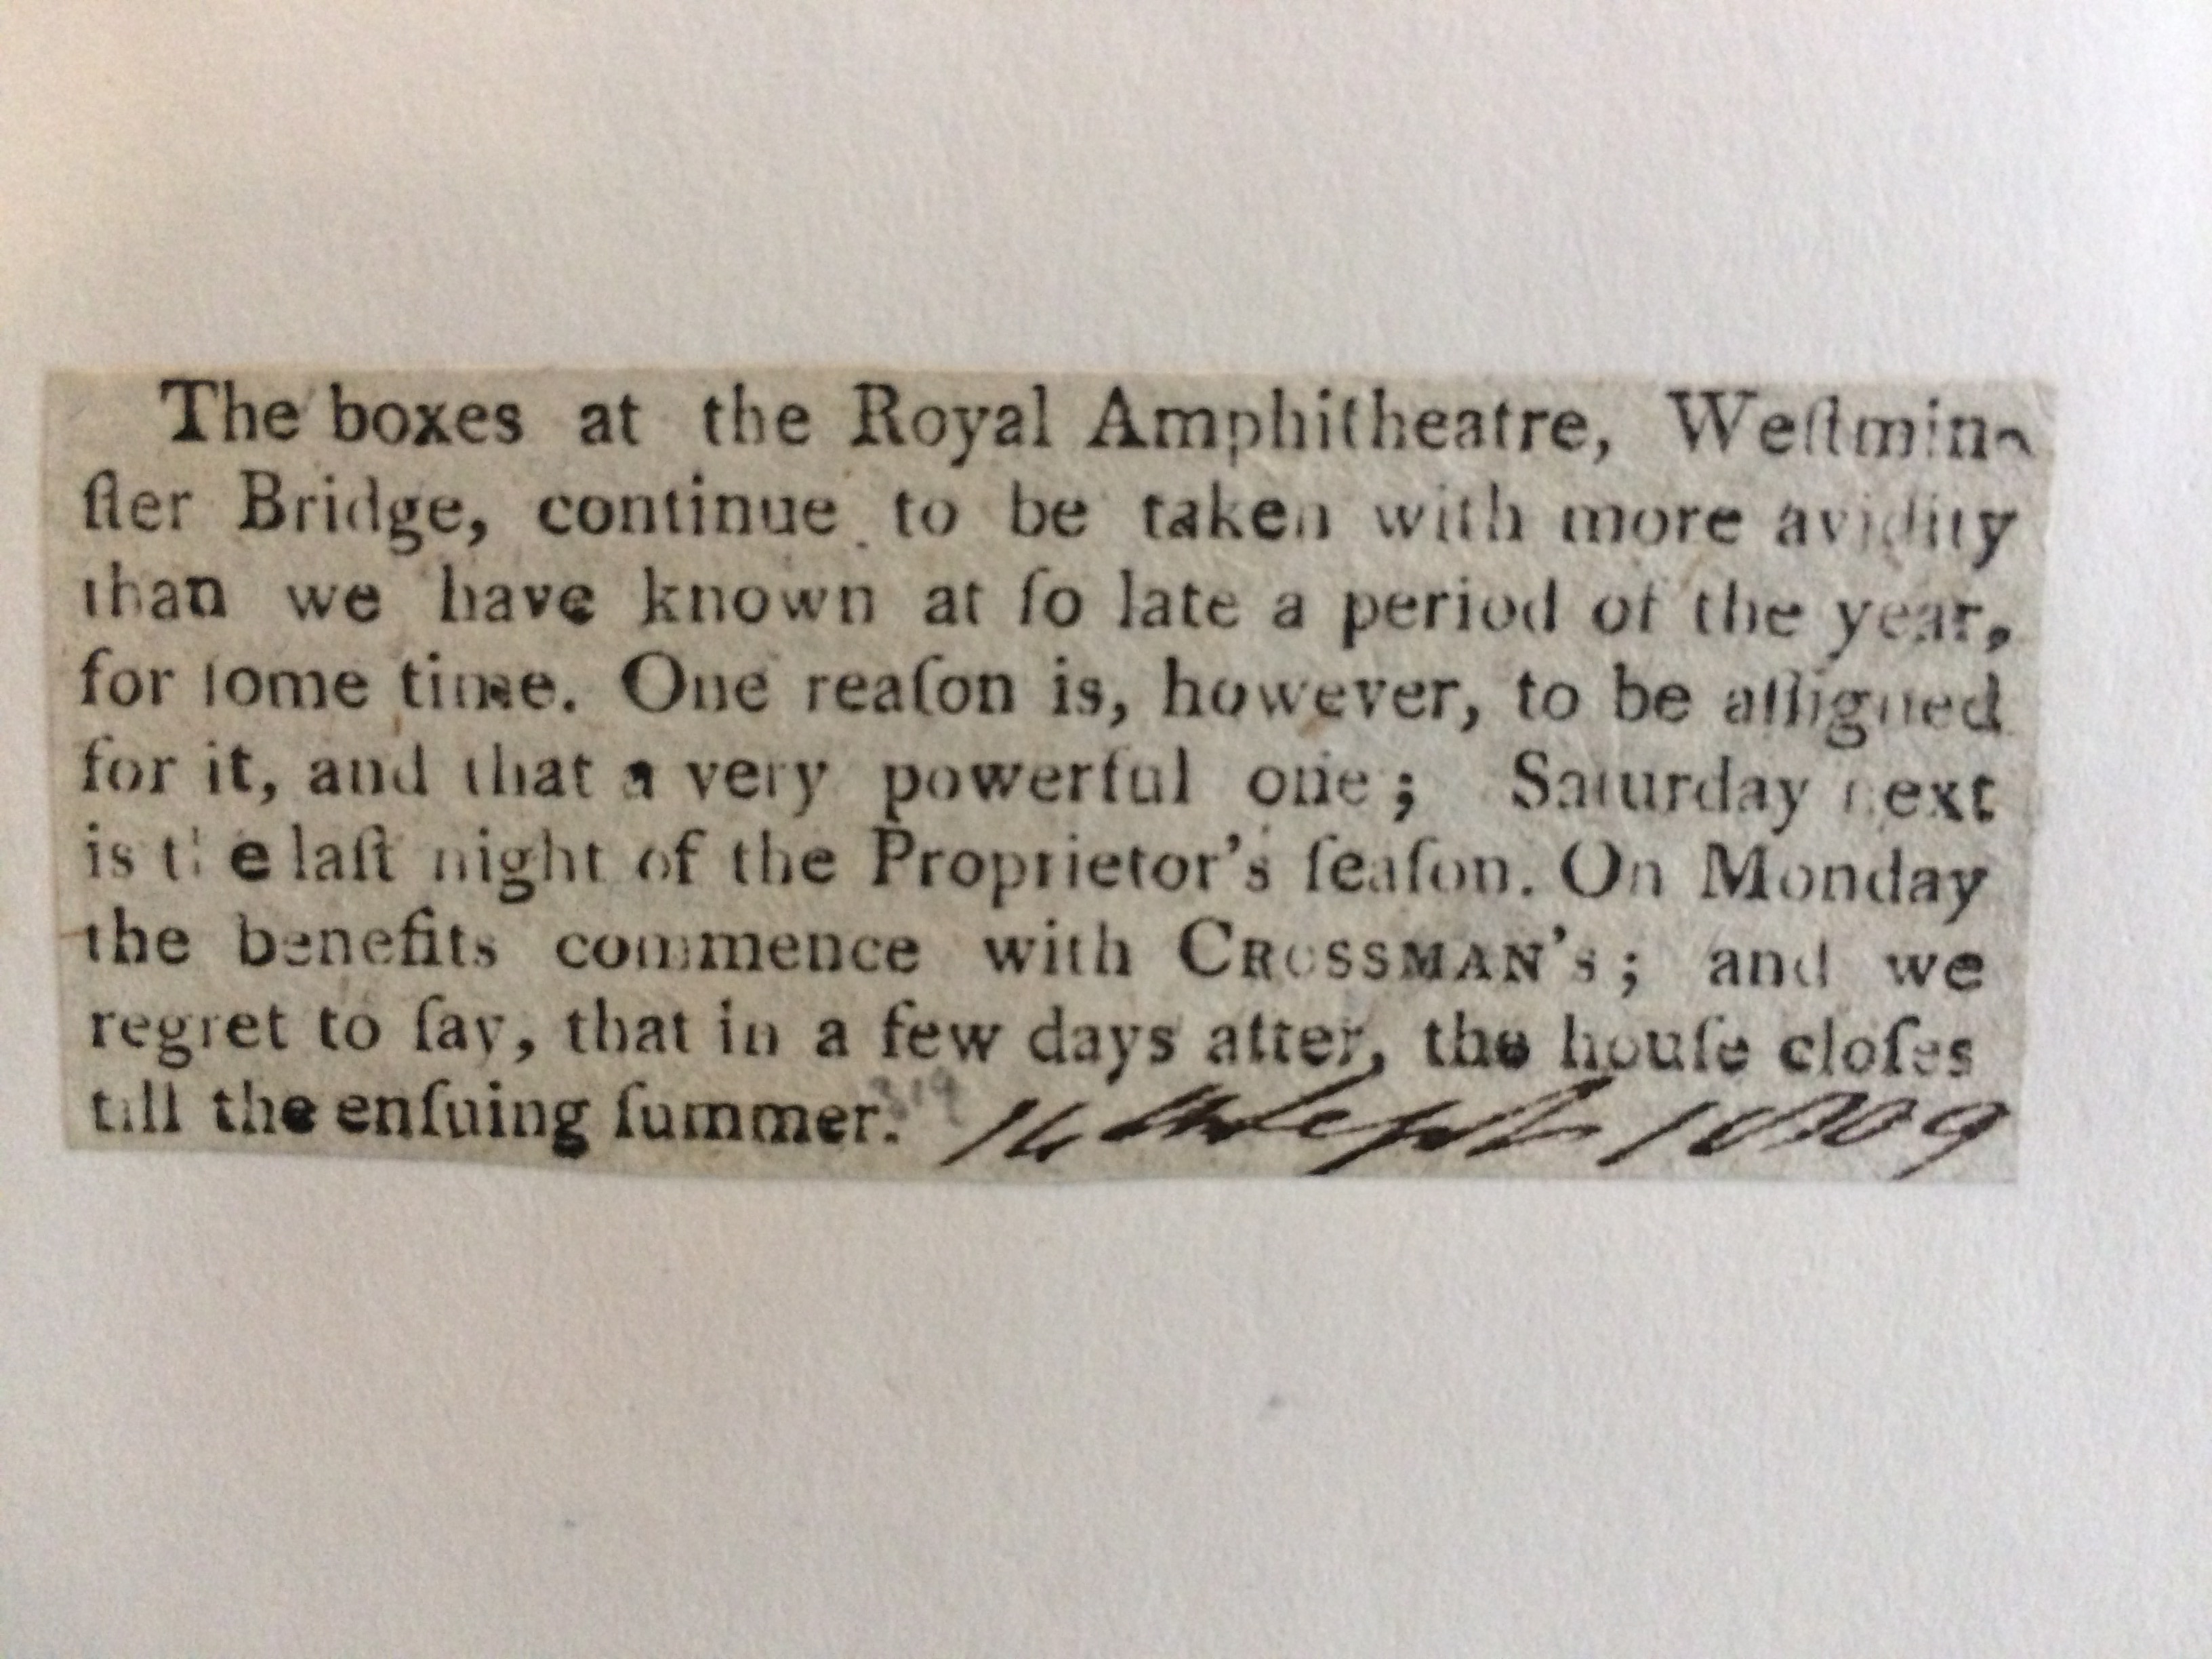 The boxes at the Royal Amphitheatre, Weſtmin-
ſter Bridge, continue to be taken with more avidity
than we have known at ſo late a period of the year,
for ſome time. One reaſon is, however, to be aſſigned
for it, and that a very powerful one; Saturday next
is the laſt night of the Proprietor's ſeaſon. On Monday
the benefits commence with CROSSMAN's; and we
regret to ſay, that in a few days after, the houſe cloſes
till the enſuing ſummer. 319 14 Sept 1809